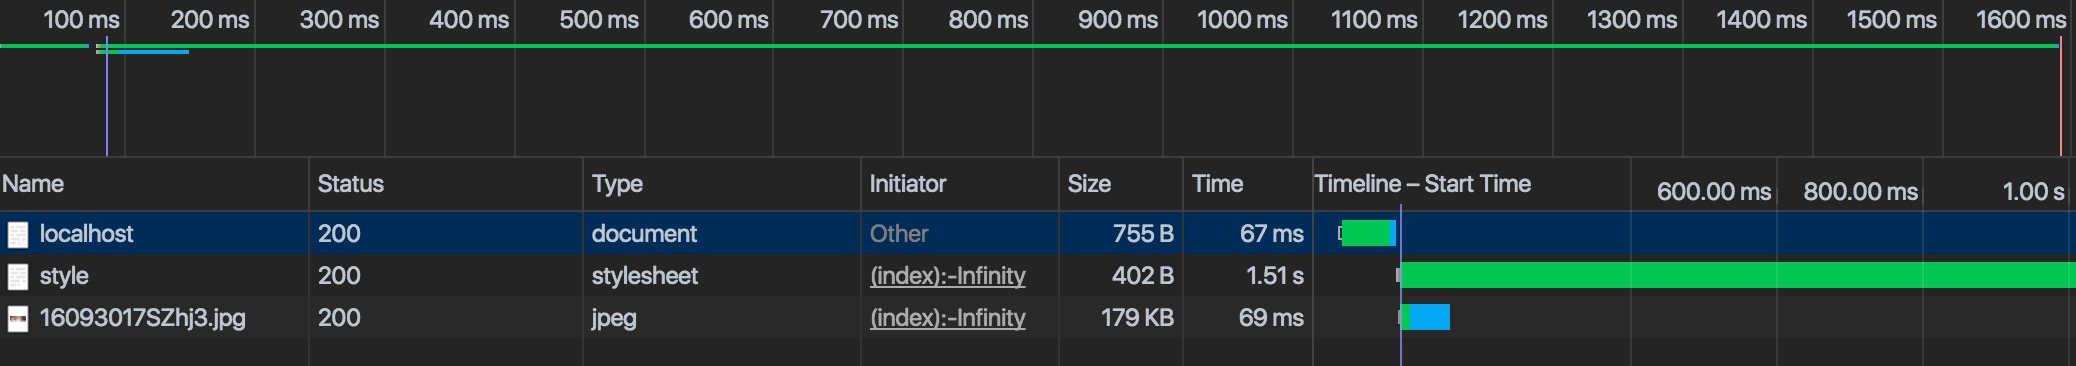 100 ms 200 ms 300 ms 400 ms 500 ms 600 ms 700 ms 800 ms 900 ms 1000 ms 1100 ms 1200 ms 1300 ms 1400 ms 1500 ms 1600 ms
Name Status Type Initiator Size Time Timeline – Start Time 600.00 ms 800.00 ms 1.00 s
localhost 200 document Other 755 B 67 ms
style 200 stylesheet (index):-Infinity 402 B 1.51 s
16093017SZhj3.jpg 200 jpeg (index):-Infinity 179 KB 69 ms